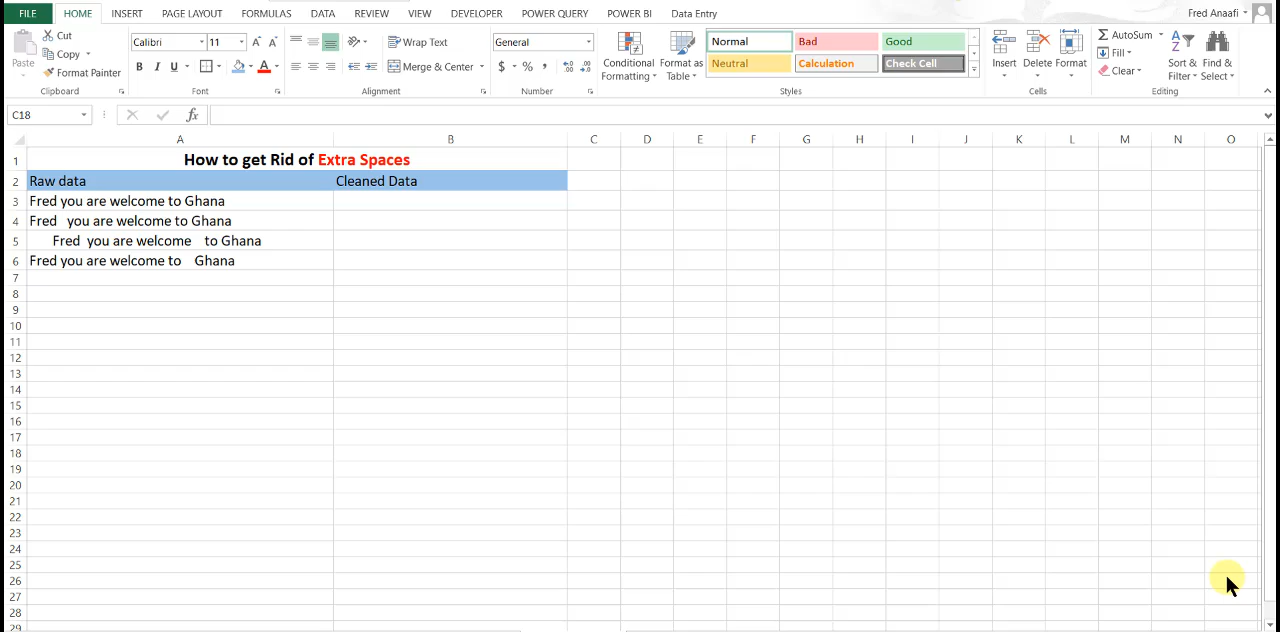 FILE HOME INSERT PAGE LAYOUT FORMULAS DATA REVIEW VIEW DEVELOPER POWER QUERY POWER BI Data Entry Fred Anaafi
Paste Cut Copy Format Painter Clipboard
Calibri 11 A A B I U A Font
Wrap Text Merge & Center Alignment
General $ % , Number
Conditional Formatting Format as Table Normal Bad Good Neutral Calculation Check Cell Styles
Insert Delete Format Cells
AutoSum Fill Clear Sort & Filter Find & Select Editing
C18 fx
A B C D E F G H I J K L M N O
1 How to get Rid of Extra Spaces
2 Raw data Cleaned Data
3 Fred you are welcome to Ghana
4 Fred   you are welcome to Ghana
5     Fred  you are welcome   to Ghana
6 Fred you are welcome to   Ghana
7
8
9
10
11
12
13
14
15
16
17
18
19
20
21
22
23
24
25
26
27
28
29